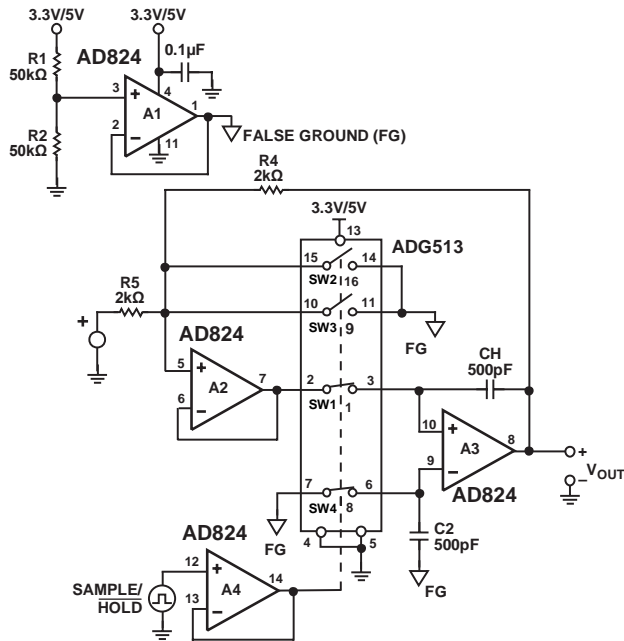 3.3V/5V 3.3V/5V
R1
50kΩ
AD824
0.1µF
3
+
4
A1
1
2
−
11
R2
50kΩ
FALSE GROUND (FG)
R4
2kΩ
3.3V/5V
13
ADG513
15
14
SW2
16
R5
2kΩ
10
11
SW3
9
+
FG
AD824
5
+
A2
7
6
−
2
3
SW1
1
CH
500pF
10
+
A3
8
9
−
AD824
+
VOUT
−
7
6
SW4
8
FG
4
5
C2
500pF
FG
AD824
12
+
A4
14
13
−
SAMPLE/
HOLD